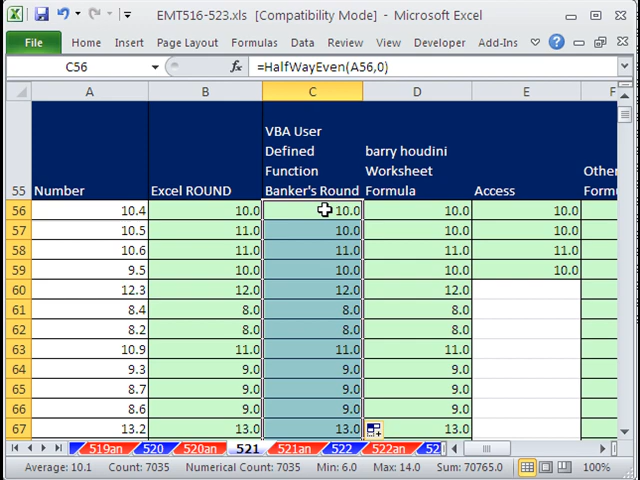 EMT516-523.xls [Compatibility Mode] - Microsoft Excel
File Home Page Layout Formulas Data View Developer Add-Ins
C56 fx =HalfWayEven(A56,0)
A B C D E F
55 Number Excel ROUND VBA User Defined Function Banker's Round barry houdini Worksheet Formula Access Other Formu
56 10.4 10.0 10.0 10.0 10.0
57 10.5 11.0 10.0 10.0 10.0
58 10.6 11.0 11.0 11.0 11.0
59 9.5 10.0 10.0 10.0 10.0
60 12.3 12.0 12.0 12.0
61 8.4 8.0 8.0 8.0
62 8.2 8.0 8.0 8.0
63 10.9 11.0 11.0 11.0
64 9.3 9.0 9.0 9.0
65 8.7 9.0 9.0 9.0
66 8.6 9.0 9.0 9.0
67 13.2 13.0 13.0 13.0
519an 520 520an 521 521an 522 522an 52
Average: 10.1 Count: 7035 Numerical Count: 7035 Min: 6.0 Max: 14.0 Sum: 70765.0 100%